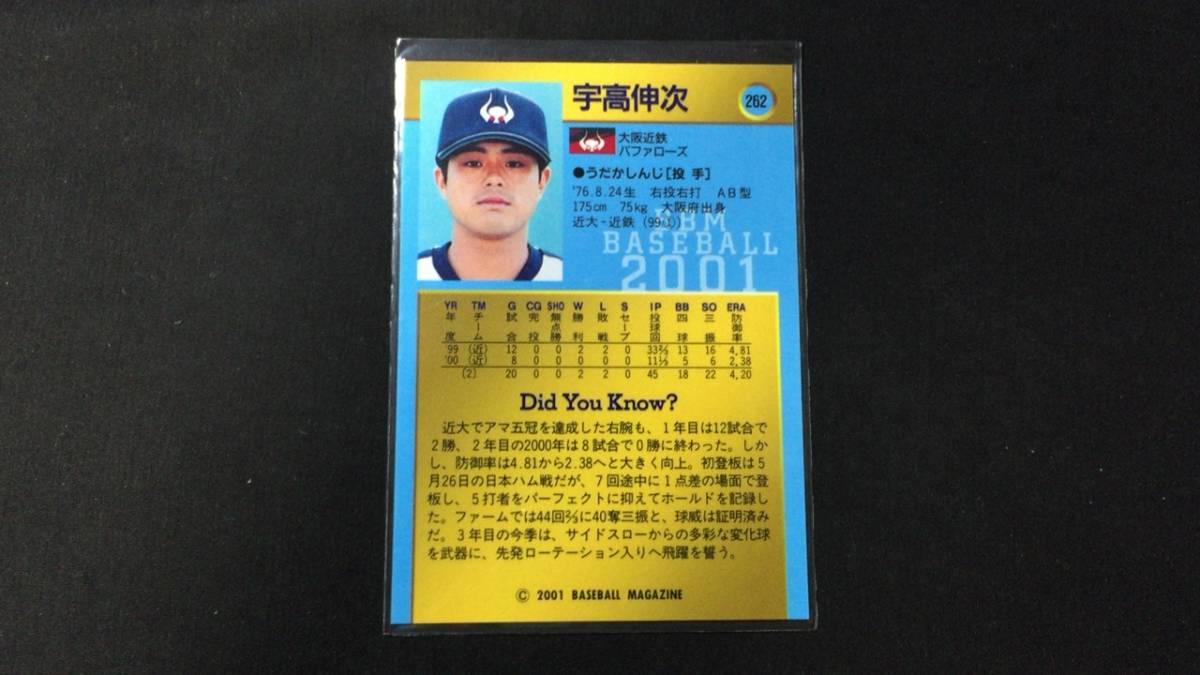 宇高伸次
262
大阪近鉄
バファローズ
●うだかしんじ[投 手]
'76.8.24生 右投右打 AB型
175cm 75kg 大阪府出身
近大-近鉄 (99①)
BBM
BASEBALL
2001
YR TM G CG SHO W L S IP BB SO ERA
年度 チーム 試合 完投 無点勝 勝利 敗戦 セーブ 投球回 四球 三振 防御率
'99 (近) 12 0 0 2 2 0 33⅔ 13 16 4.81
'00 (近) 8 0 0 0 0 0 11⅓ 5 6 2.38
(2) 20 0 0 2 2 0 45 18 22 4.20
Did You Know?
近大でアマ五冠を達成した右腕も、1年目は12試合で
2勝、2年目の2000年は8試合で0勝に終わった。しか
し、防御率は4.81から2.38へと大きく向上。初登板は5
月26日の日本ハム戦だが、7回途中に1点差の場面で登
板し、5打者をパーフェクトに抑えてホールドを記録し
た。ファームでは44回⅔に40奪三振と、球威は証明済み
だ。3年目の今季は、サイドスローからの多彩な変化球
を武器に、先発ローテーション入りへ飛躍を誓う。
© 2001 BASEBALL MAGAZINE